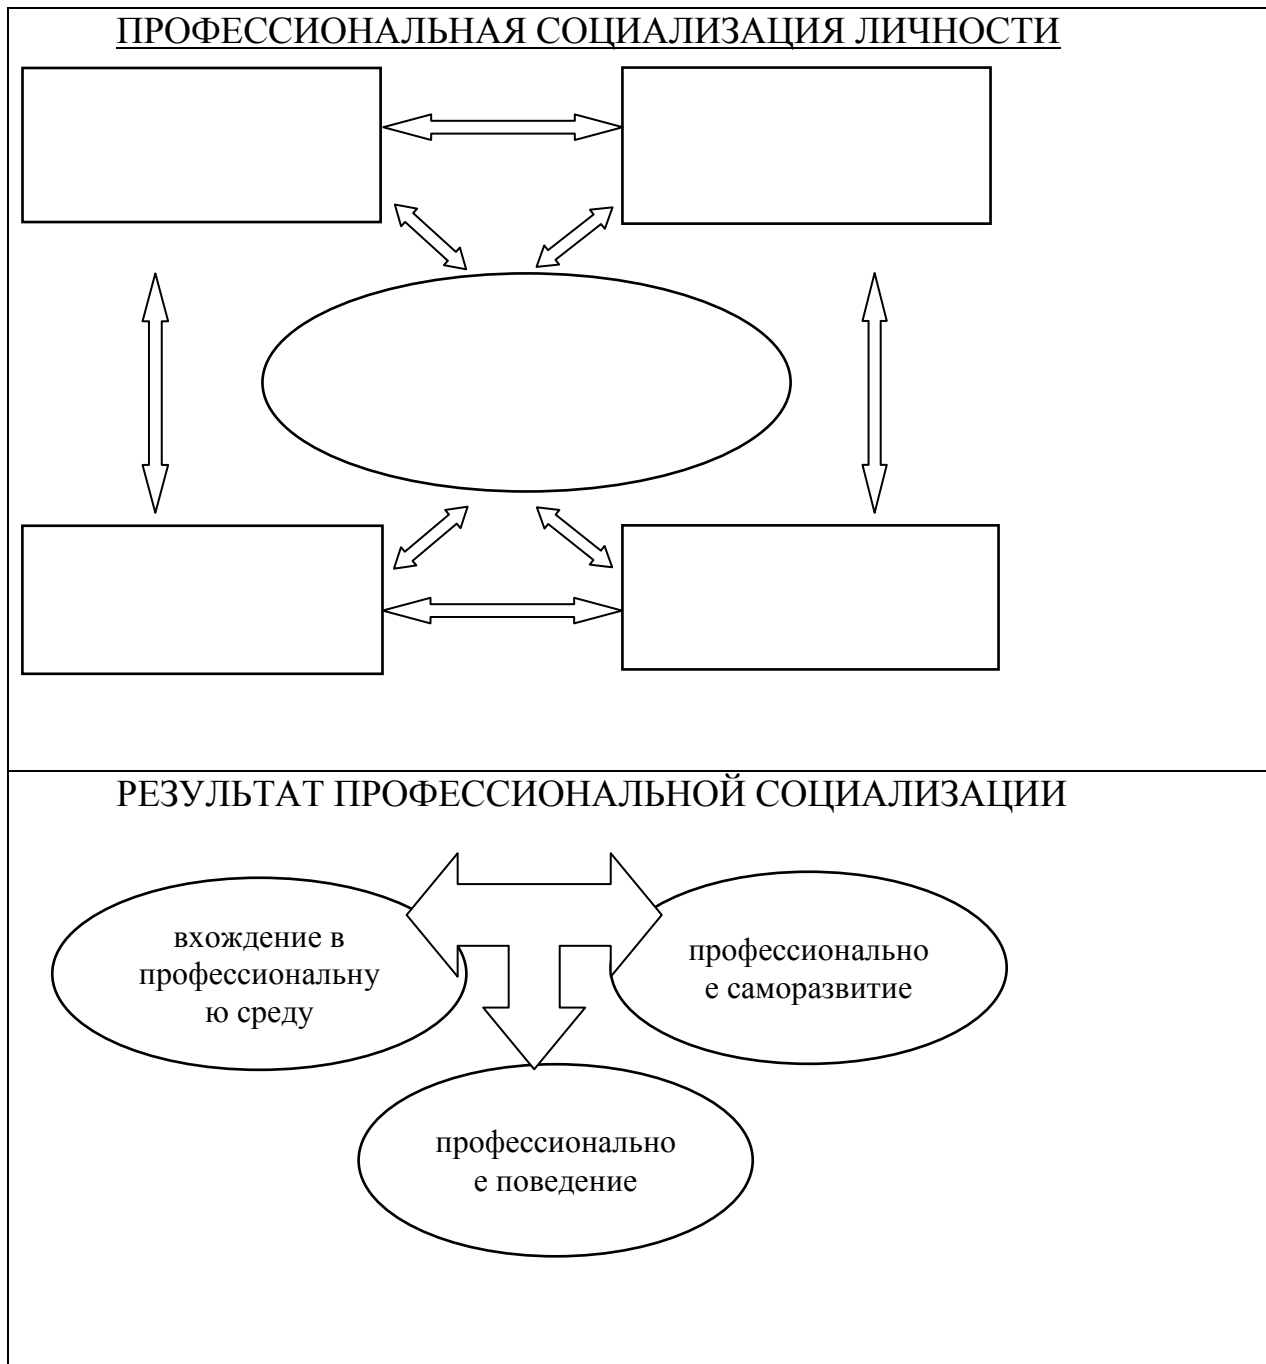 ПРОФЕССИОНАЛЬНАЯ СОЦИАЛИЗАЦИЯ ЛИЧНОСТИ
РЕЗУЛЬТАТ ПРОФЕССИОНАЛЬНОЙ СОЦИАЛИЗАЦИИ
вхождение в
профессиональну
ю среду
профессионально
е саморазвитие
профессионально
е поведение